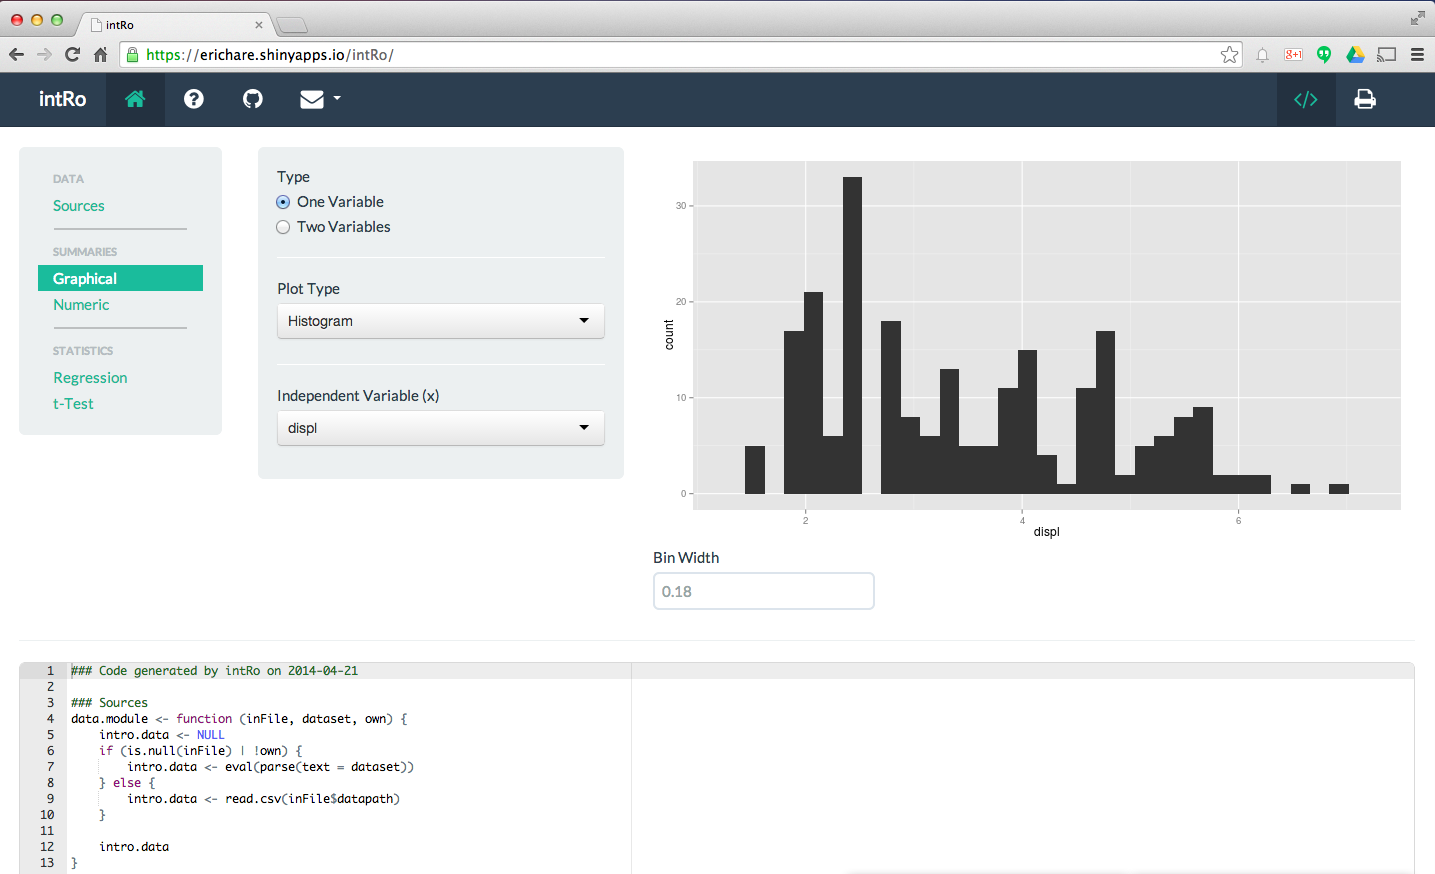 intRo
https://erichare.shinyapps.io/intRo/
g+1
intRo
DATA
Sources
SUMMARIES
Graphical
Numeric
STATISTICS
Regression
t-Test
Type
One Variable
Two Variables
Plot Type
Histogram
Independent Variable (x)
displ
30
20
10
0
count
2 4 6
displ
Bin Width
0.18
1 ### Code generated by intRo on 2014-04-21
2
3 ### Sources
4 data.module <- function (inFile, dataset, own) {
5 intro.data <- NULL
6 if (is.null(inFile) | !own) {
7 intro.data <- eval(parse(text = dataset))
8 } else {
9 intro.data <- read.csv(inFile$datapath)
10 }
11
12 intro.data
13 }